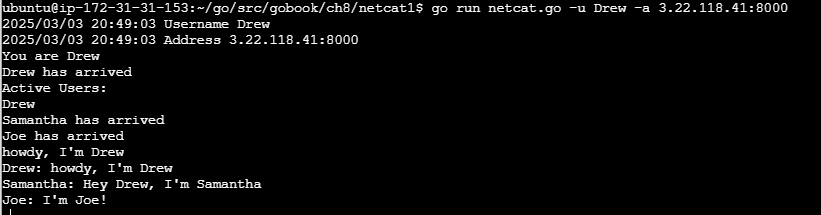 ubuntu@ip-172-31-31-153:~/go/src/gobook/ch8/netcat1$ go run netcat.go -u Drew -a 3.22.118.41:8000
2025/03/03 20:49:03 Username Drew
2025/03/03 20:49:03 Address 3.22.118.41:8000
You are Drew
Drew has arrived
Active Users:
Drew
Samantha has arrived
Joe has arrived
howdy, I'm Drew
Drew: howdy, I'm Drew
Samantha: Hey Drew, I'm Samantha
Joe: I'm Joe!